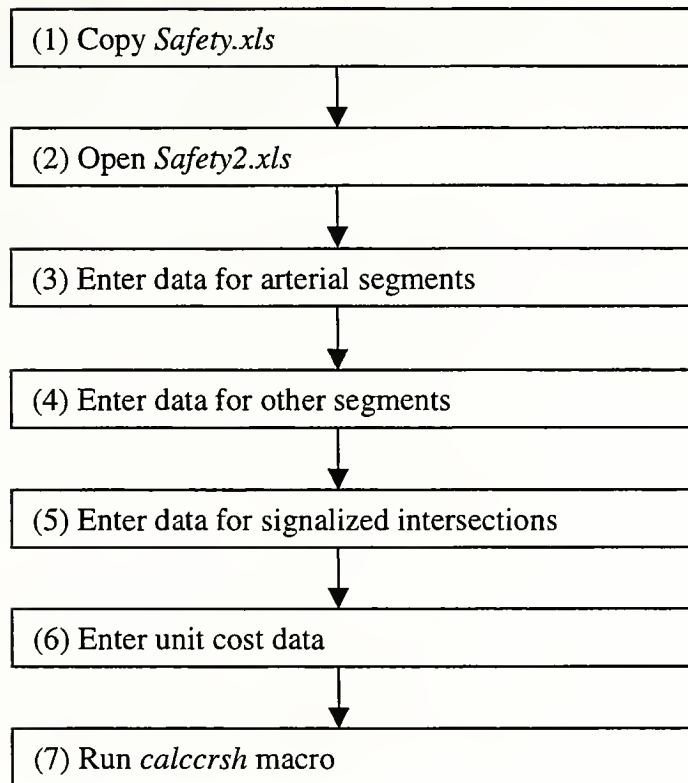 (1) Copy Safety.xls
(2) Open Safety2.xls
(3) Enter data for arterial segments
(4) Enter data for other segments
(5) Enter data for signalized intersections
(6) Enter unit cost data
(7) Run calccrsh macro